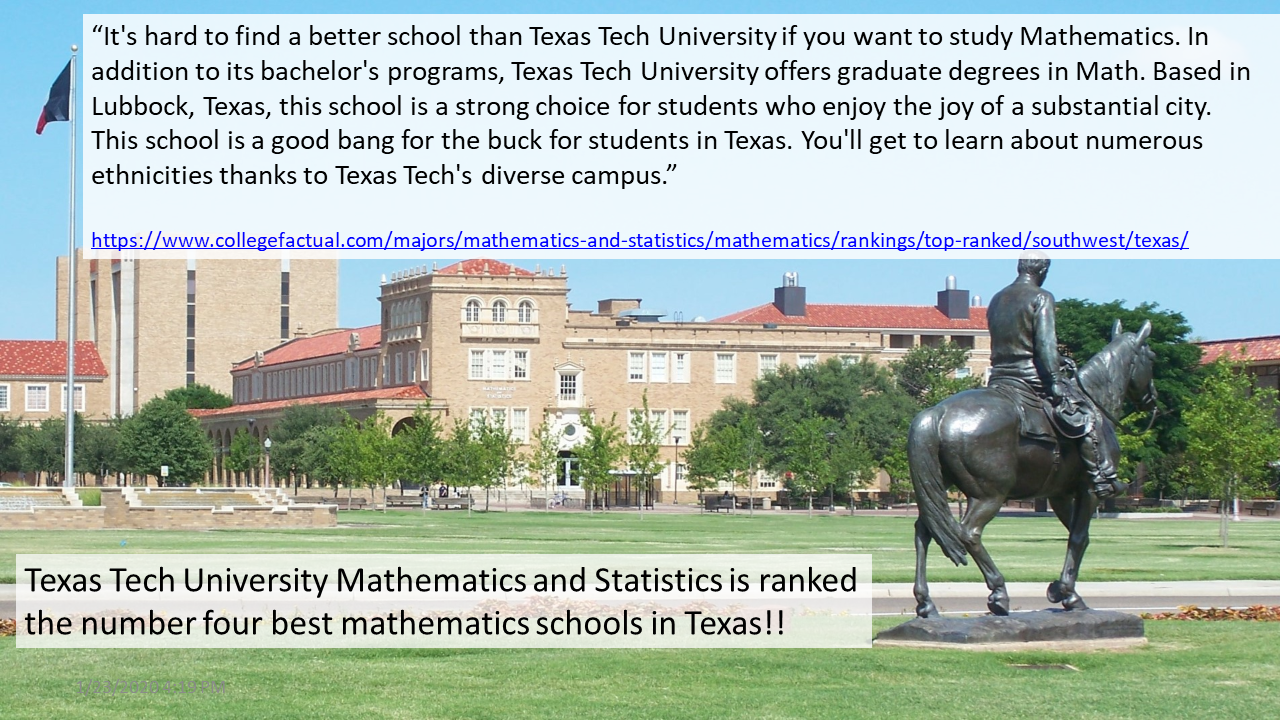 “It's hard to find a better school than Texas Tech University if you want to study Mathematics. In
addition to its bachelor's programs, Texas Tech University offers graduate degrees in Math. Based in
Lubbock, Texas, this school is a strong choice for students who enjoy the joy of a substantial city.
This school is a good bang for the buck for students in Texas. You'll get to learn about numerous
ethnicities thanks to Texas Tech's diverse campus.”
https://www.collegefactual.com/majors/mathematics-and-statistics/mathematics/rankings/top-ranked/southwest/texas/
Texas Tech University Mathematics and Statistics is ranked
the number four best mathematics schools in Texas!!